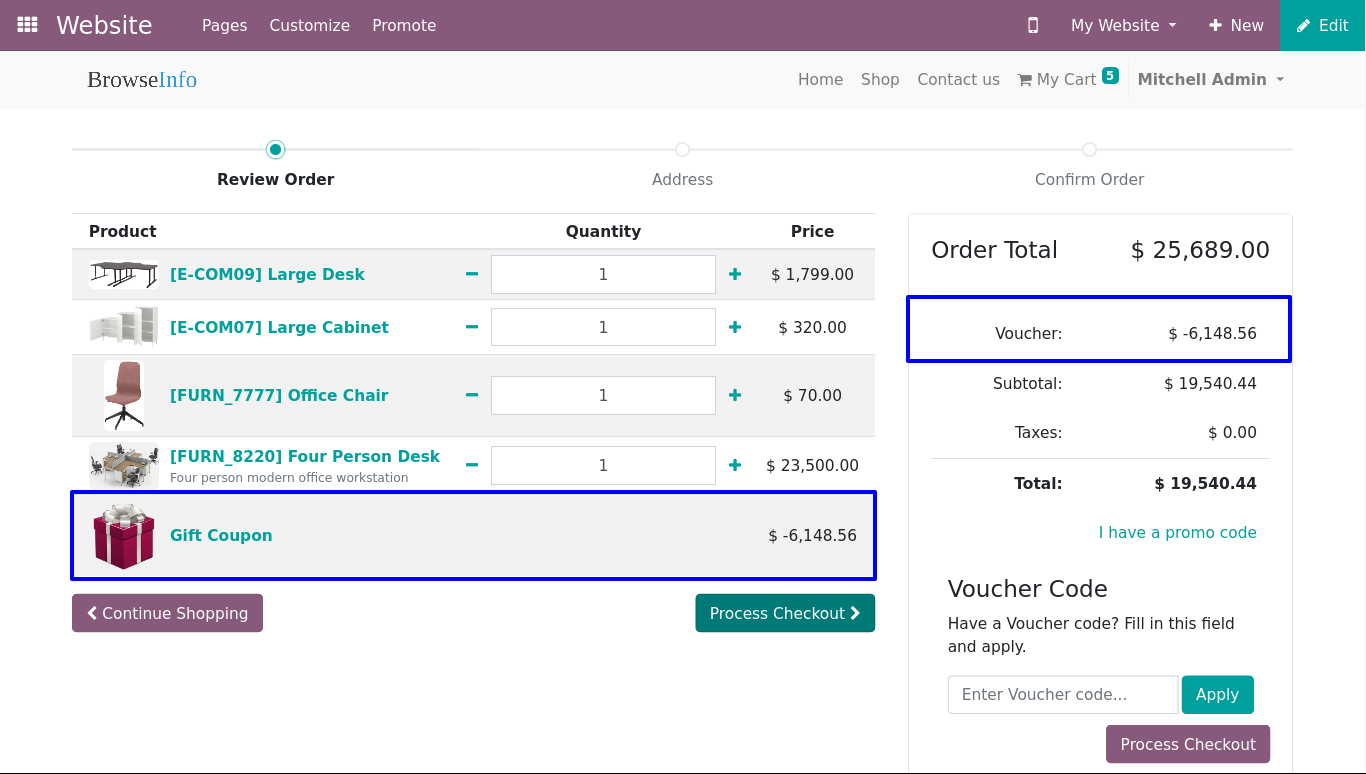 Website Pages Customize Promote My Website New Edit
BrowseInfo Home Shop Contact us My Cart 5 Mitchell Admin
Review Order Address Confirm Order
Product Quantity Price
[E-COM09] Large Desk 1 $ 1,799.00
[E-COM07] Large Cabinet 1 $ 320.00
[FURN_7777] Office Chair 1 $ 70.00
[FURN_8220] Four Person Desk 1 $ 23,500.00
Four person modern office workstation
Gift Coupon $ -6,148.56
Continue Shopping Process Checkout
Order Total $ 25,689.00
Voucher: $ -6,148.56
Subtotal: $ 19,540.44
Taxes: $ 0.00
Total: $ 19,540.44
I have a promo code
Voucher Code
Have a Voucher code? Fill in this field
and apply.
Enter Voucher code... Apply
Process Checkout